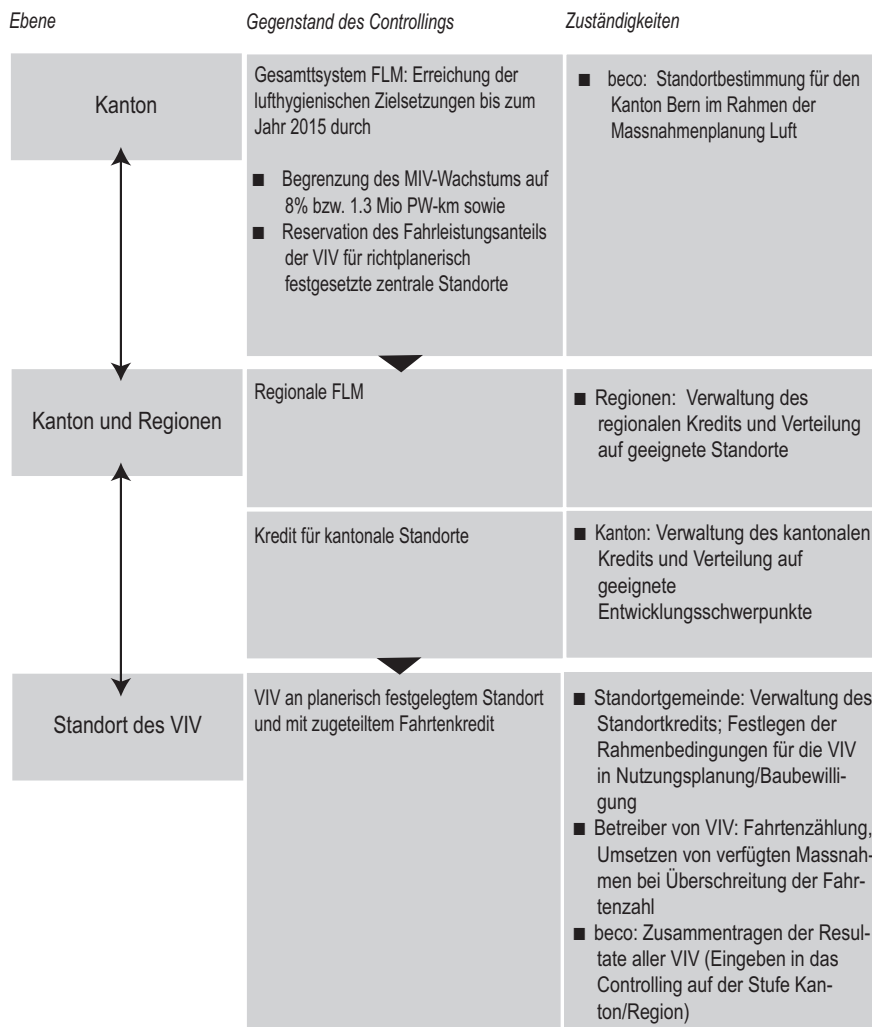 Ebene
Gegenstand des Controllings
Zuständigkeiten
Kanton
Gesamttsystem FLM: Erreichung der
lufthygienischen Zielsetzungen bis zum
Jahr 2015 durch
■ Begrenzung des MIV-Wachstums auf
8% bzw. 1.3 Mio PW-km sowie
■ Reservation des Fahrleistungsanteils
der VIV für richtplanerisch
festgesetzte zentrale Standorte
■ beco: Standortbestimmung für den
Kanton Bern im Rahmen der
Massnahmenplanung Luft
Kanton und Regionen
Regionale FLM
■ Regionen: Verwaltung des
regionalen Kredits und Verteilung
auf geeignete Standorte
Kredit für kantonale Standorte
■ Kanton: Verwaltung des kantonalen
Kredits und Verteilung auf
geeignete
Entwicklungsschwerpunkte
Standort des VIV
VIV an planerisch festgelegtem Standort
und mit zugeteiltem Fahrtenkredit
■ Standortgemeinde: Verwaltung des
Standortkredits; Festlegen der
Rahmenbedingungen für die VIV
in Nutzungsplanung/Baubewilli-
gung
■ Betreiber von VIV: Fahrtenzählung,
Umsetzen von verfügten Massnah-
men bei Überschreitung der Fahr-
tenzahl
■ beco: Zusammentragen der Resul-
tate aller VIV (Eingeben in das
Controlling auf der Stufe Kan-
ton/Region)